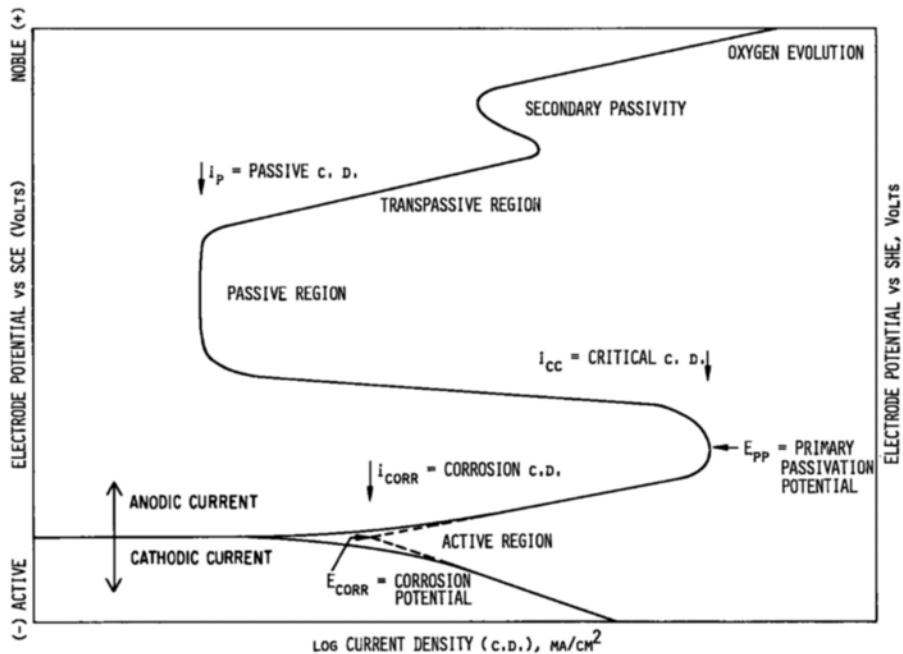 NOBLE (+)
ELECTRODE POTENTIAL vs SCE (VOLTS)
(-) ACTIVE
OXYGEN EVOLUTION
SECONDARY PASSIVITY
iP = PASSIVE C. D.
TRANSPASSIVE REGION
PASSIVE REGION
iCC = CRITICAL C. D.
EPP = PRIMARY
PASSIVATION
POTENTIAL
iCORR = CORROSION C.D.
ANODIC CURRENT
ACTIVE REGION
CATHODIC CURRENT
ECORR = CORROSION
POTENTIAL
ELECTRODE POTENTIAL vs SHE, VOLTS
LOG CURRENT DENSITY (C.D.), MA/CM2